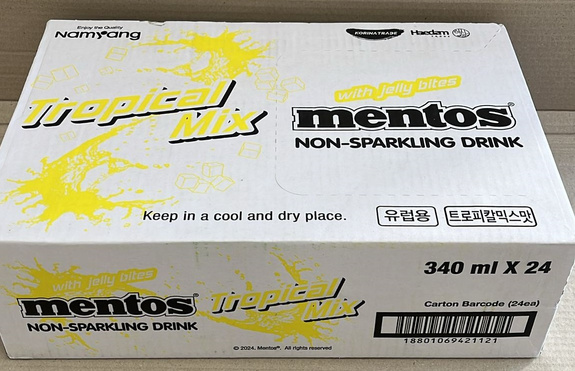 Enjoy the Quality
Namyang
KORINATRADE
Haedam
Tropical
Mix
with jelly bites
mentos®
NON-SPARKLING DRINK
Keep in a cool and dry place.
유럽용
트로피칼믹스맛
with jelly bites
mentos®
NON-SPARKLING DRINK
Tropical
Mix
340 ml X 24
Carton Barcode (24ea)
18801069421121
© 2024. Mentos®. All rights reserved